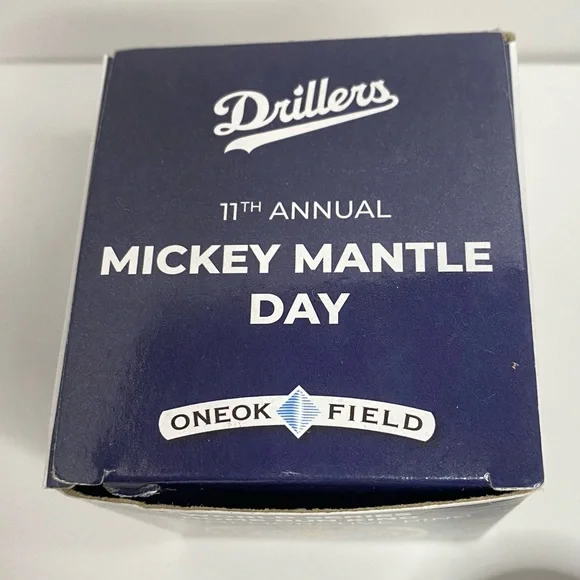 Drillers
11TH ANNUAL
MICKEY MANTLE
DAY
ONEOK FIELD